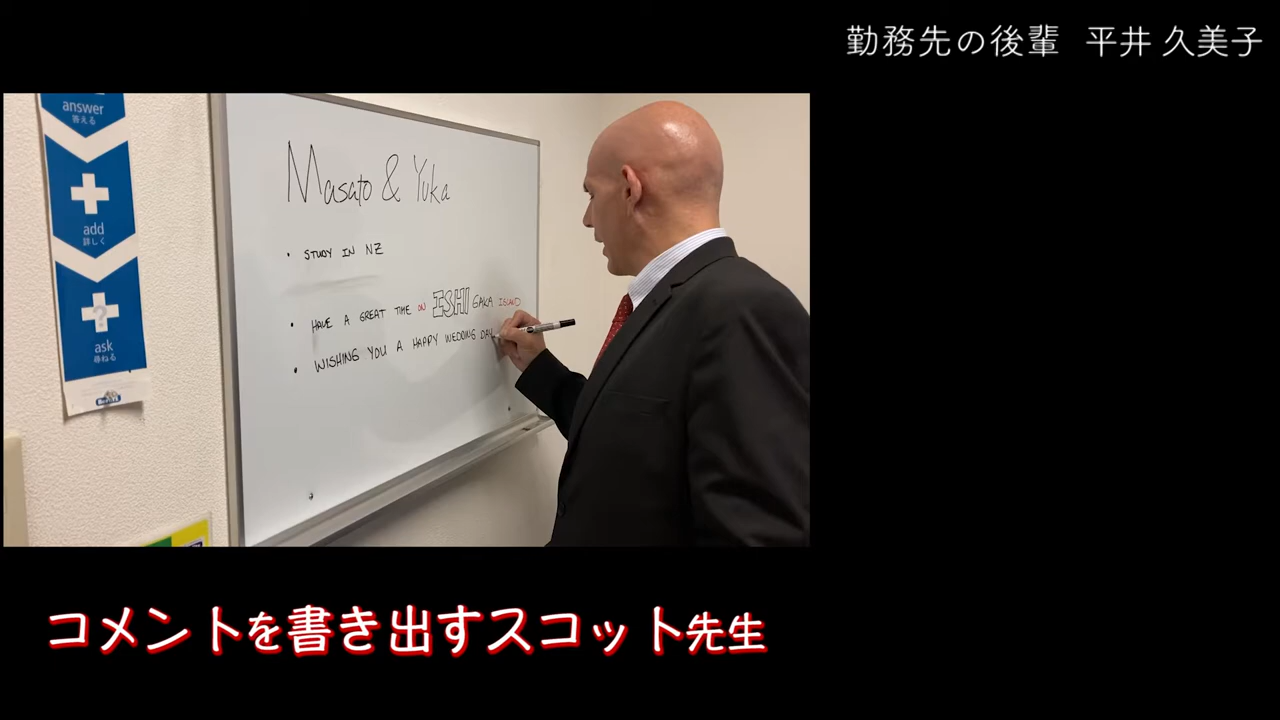 勤務先の後輩 平井 久美子
answer
答える
add
詳しく
?
ask
尋ねる
Masato & Yuka
• STUDY IN NZ
• HAVE A GREAT TIME ON ISHIGAKA ISLAND
• WISHING YOU A HAPPY WEDDING DAY
コメントを書き出すスコット先生